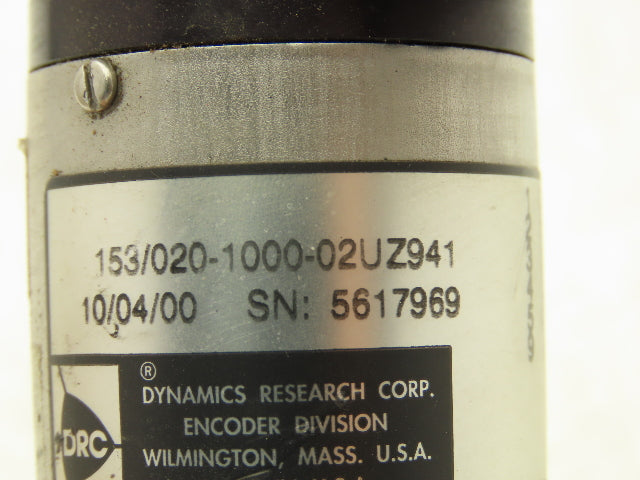 153/020-1000-02UZ941
10/04/00 SN: 5617969
®
DYNAMICS RESEARCH CORP.
ENCODER DIVISION
DRC
WILMINGTON, MASS. U.S.A.